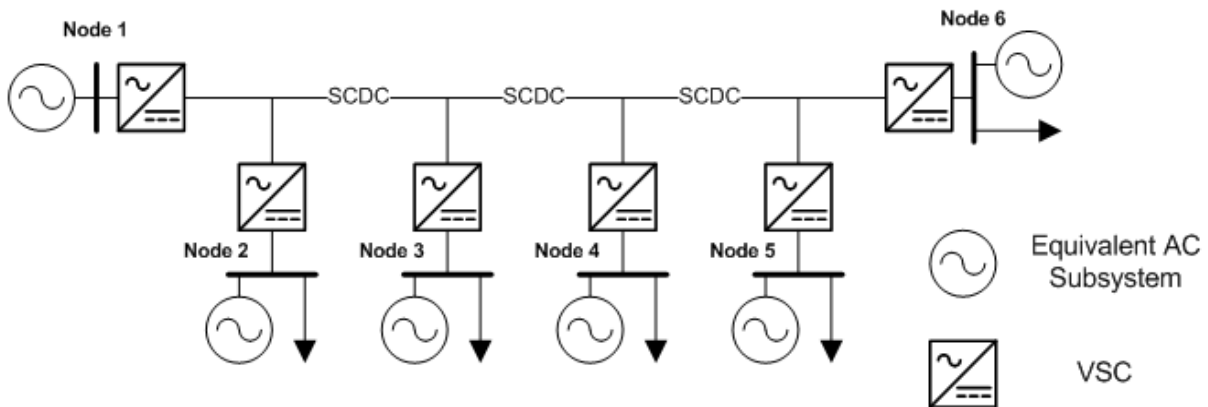 Node 1
Node 6
SCDC
SCDC
SCDC
Node 2
Node 3
Node 4
Node 5
Equivalent AC
Subsystem
VSC